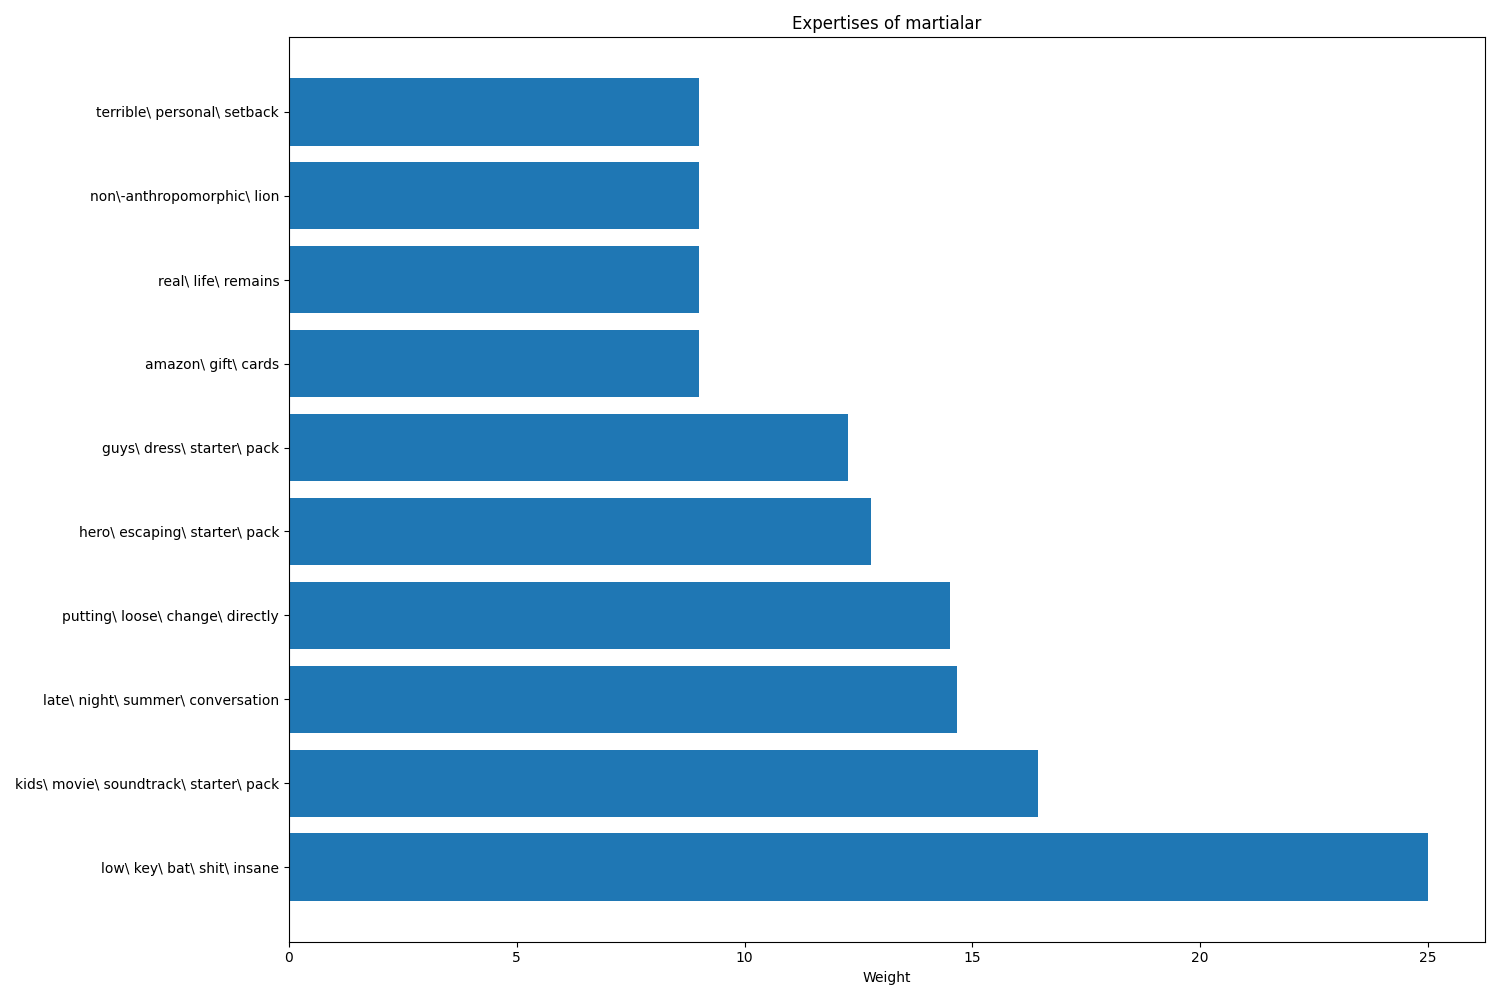 Expertises of martialar
terrible\ personal\ setback
non\-anthropomorphic\ lion
real\ life\ remains
amazon\ gift\ cards
guys\ dress\ starter\ pack
hero\ escaping\ starter\ pack
putting\ loose\ change\ directly
late\ night\ summer\ conversation
kids\ movie\ soundtrack\ starter\ pack
low\ key\ bat\ shit\ insane
0 5 10 15 20 25
Weight